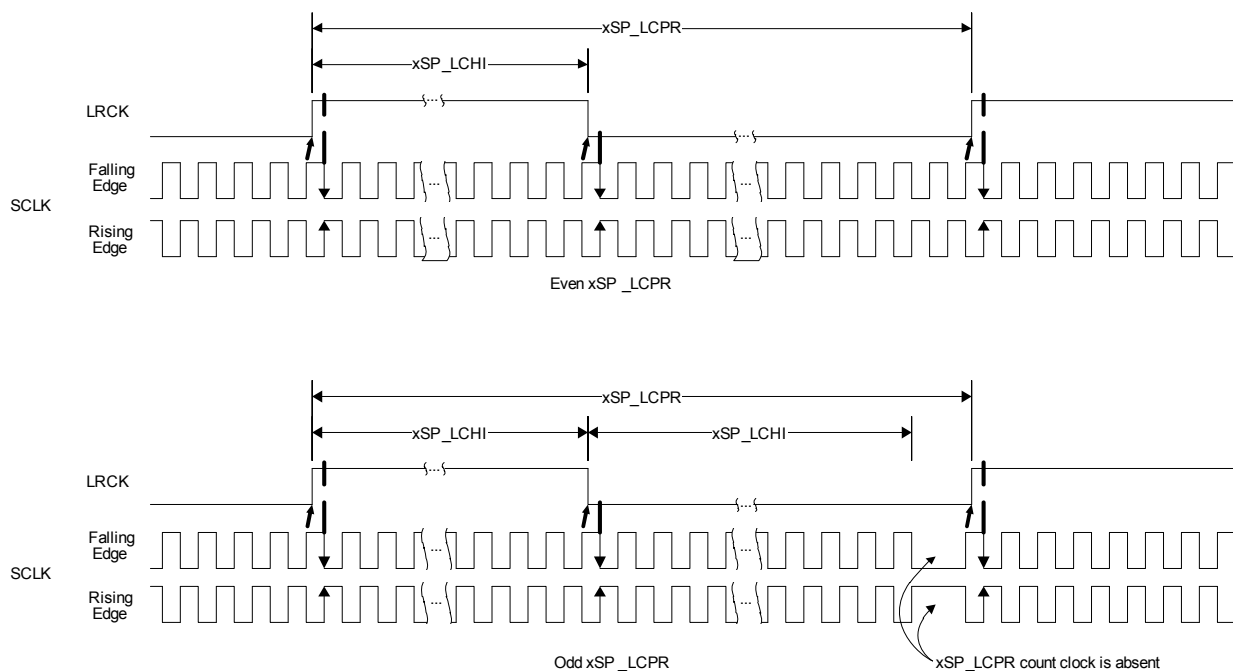 xSP_LCPR
xSP_LCHI
...
LRCK
...
Falling
Edge
...
...
SCLK
Rising
Edge
...
...
Even xSP _LCPR
xSP_LCPR
xSP_LCHI
xSP_LCHI
...
LRCK
...
Falling
Edge
...
...
SCLK
Rising
Edge
...
...
Odd xSP _LCPR
xSP_LCPR count clock is absent